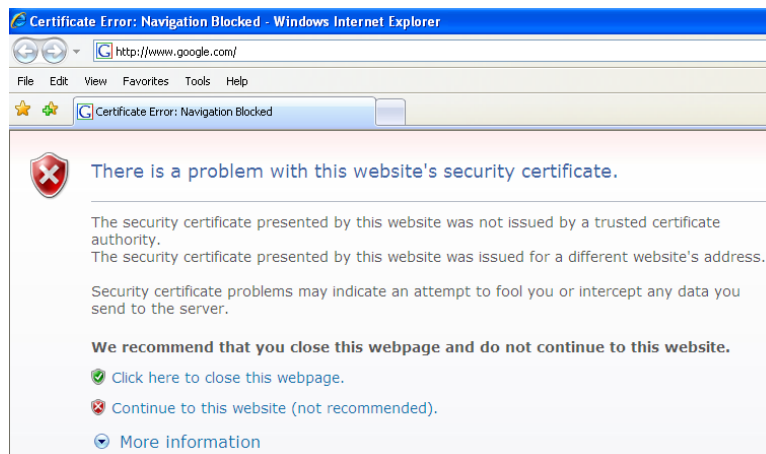 Certificate Error: Navigation Blocked - Windows Internet Explorer
http://www.google.com/
File Edit View Favorites Tools Help
Certificate Error: Navigation Blocked
There is a problem with this website's security certificate.
The security certificate presented by this website was not issued by a trusted certificate
authority.
The security certificate presented by this website was issued for a different website's address.
Security certificate problems may indicate an attempt to fool you or intercept any data you
send to the server.
We recommend that you close this webpage and do not continue to this website.
Click here to close this webpage.
Continue to this website (not recommended).
More information